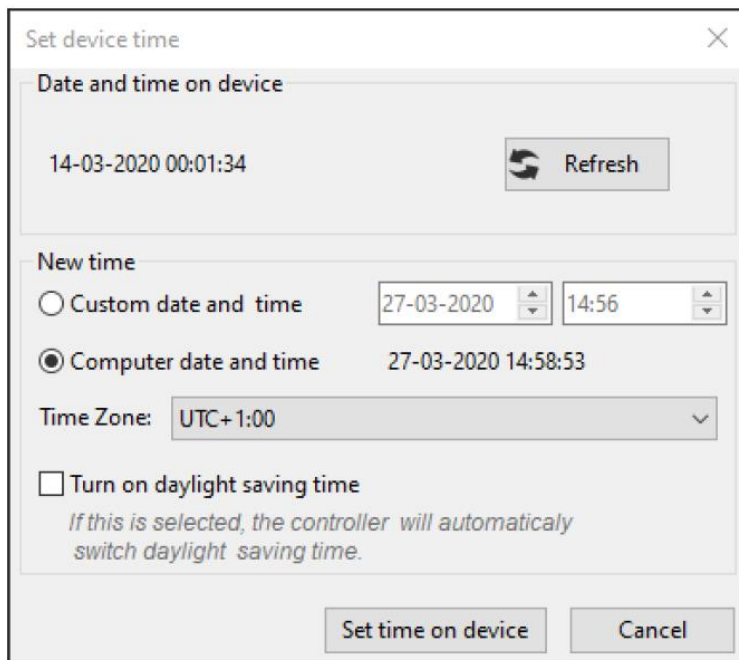 Set device time
Date and time on device
14-03-2020 00:01:34
Refresh
New time
Custom date and time 27-03-2020 14:56
Computer date and time 27-03-2020 14:58:53
Time Zone: UTC+1:00
Turn on daylight saving time
If this is selected, the controller will automaticaly
switch daylight saving time.
Set time on device Cancel